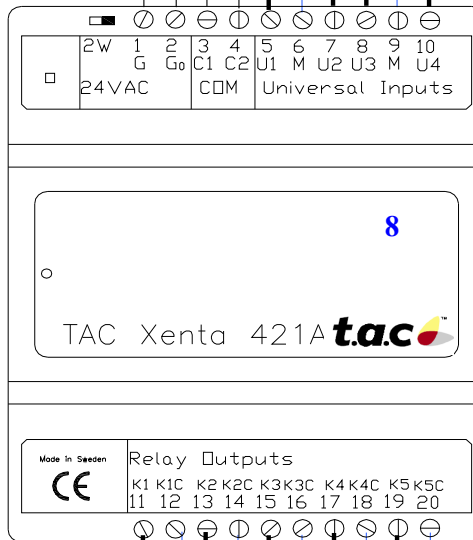 2W 1 2 3 4 5 6 7 8 9 10
G G₀ C1 C2 U1 M U2 U3 M U4
24VAC COM Universal Inputs
8
TAC Xenta 421A t.a.c™
Made in Sweden
CE
Relay Outputs
K1 K1C K2 K2C K3 K3C K4 K4C K5 K5C
11 12 13 14 15 16 17 18 19 20